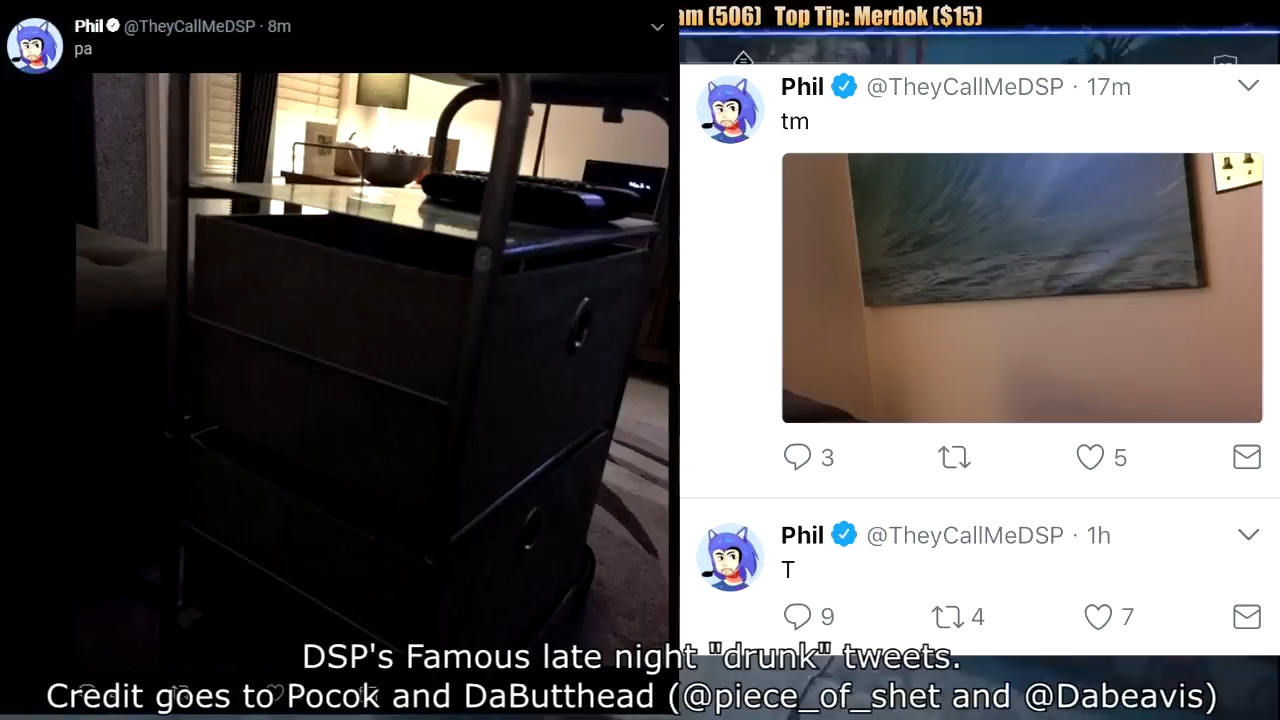 Phil @TheyCallMeDSP · 8m
pa
am (506) Top Tip: Merdok ($15)
Phil @TheyCallMeDSP · 17m
tm
3 5
Phil @TheyCallMeDSP · 1h
T
9 4 7
DSP's Famous late night "drunk" tweets.
Credit goes to Pocok and DaButthead (@piece_of_shet and @Dabeavis)